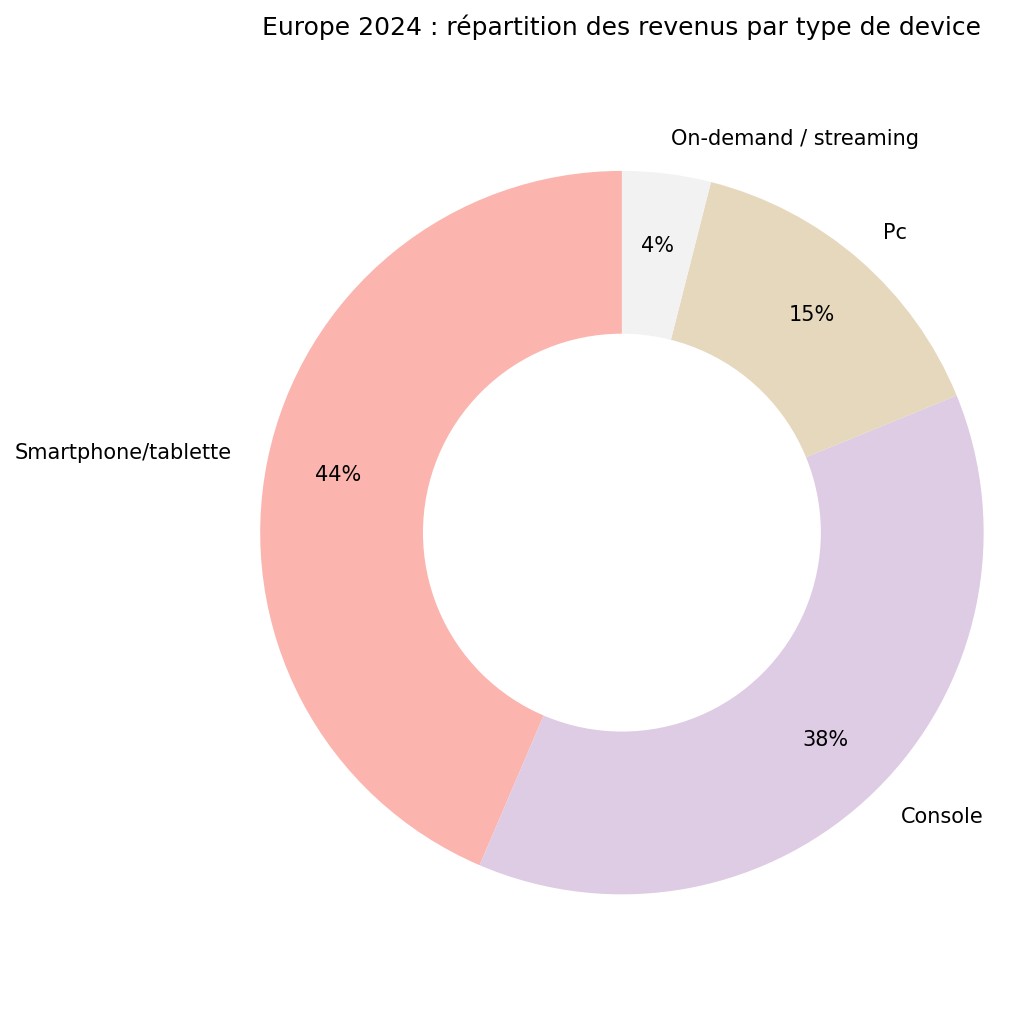 Europe 2024 : répartition des revenus par type de device
On-demand / streaming
4%
Pc
15%
Smartphone/tablette
44%
38%
Console